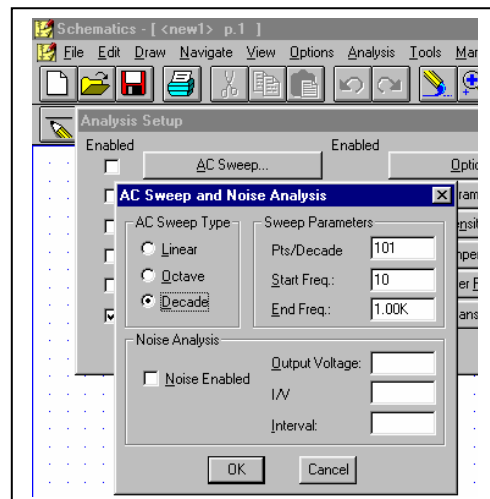 Schematics - [ <new1> p.1 ]
File Edit Draw Navigate View Options Analysis Tools Mar
Analysis Setup
Enabled Enabled
AC Sweep... Optio
AC Sweep and Noise Analysis
AC Sweep Type
Linear
Octave
Decade
Sweep Parameters
Pts/Decade 101
Start Freq.: 10
End Freq.: 1.00K
Noise Analysis
Noise Enabled
Output Voltage:
I/V
Interval:
OK Cancel